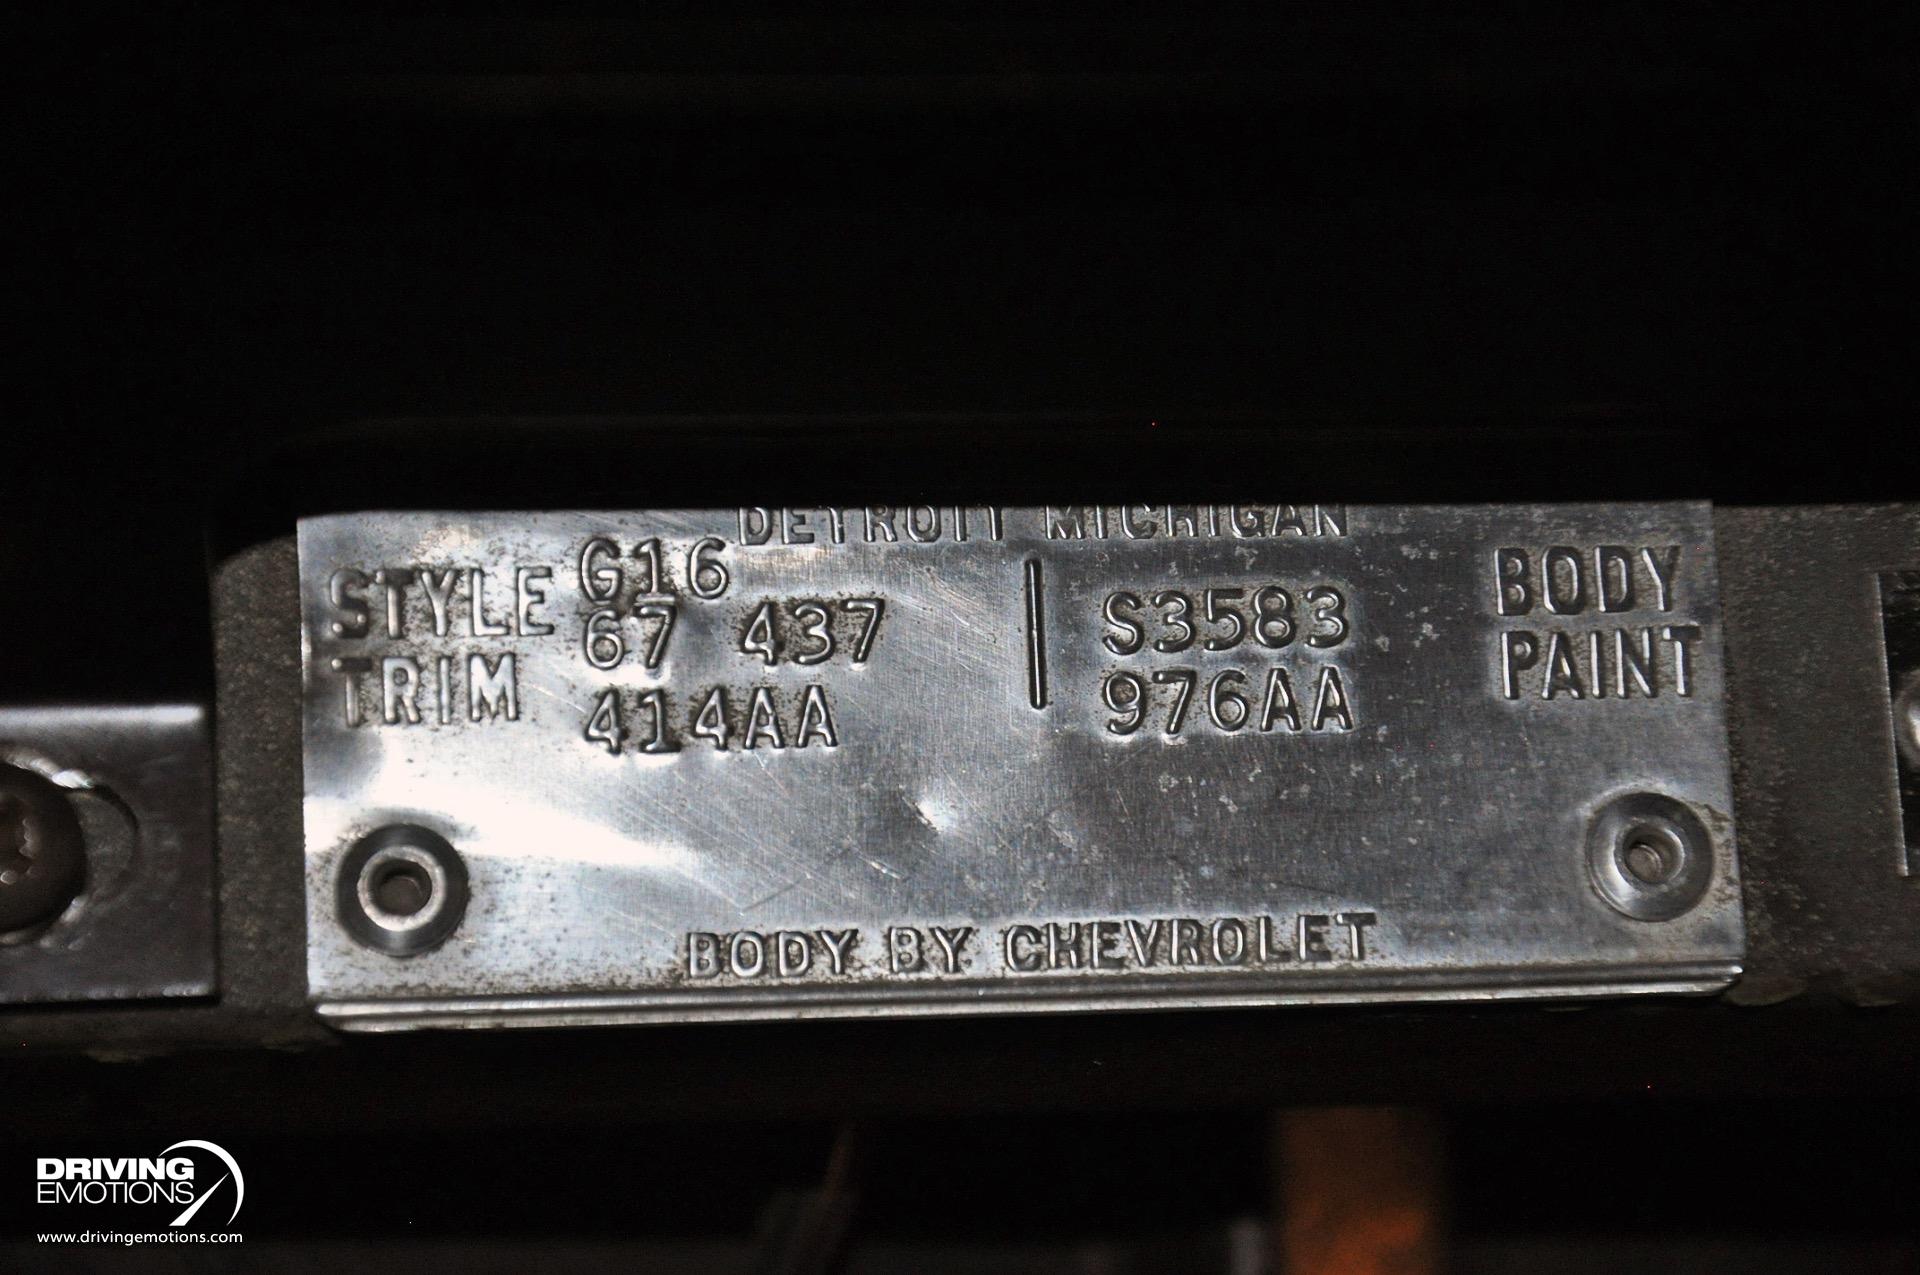 DETROIT MICHIGAN
G16
STYLE 67 437 S3583 BODY
TRIM 414AA 976AA PAINT
BODY BY CHEVROLET
DRIVING
EMOTIONS
www.drivingemotions.com